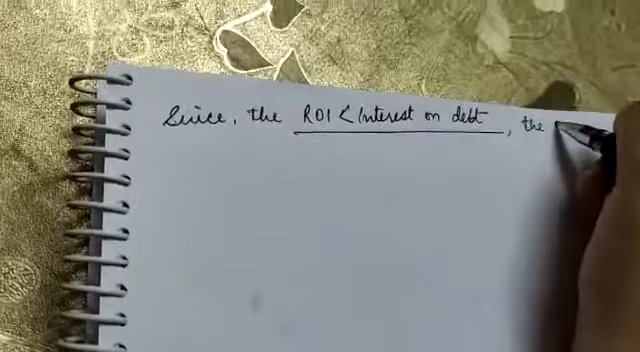 Since, the ROI < Interest on debt, the